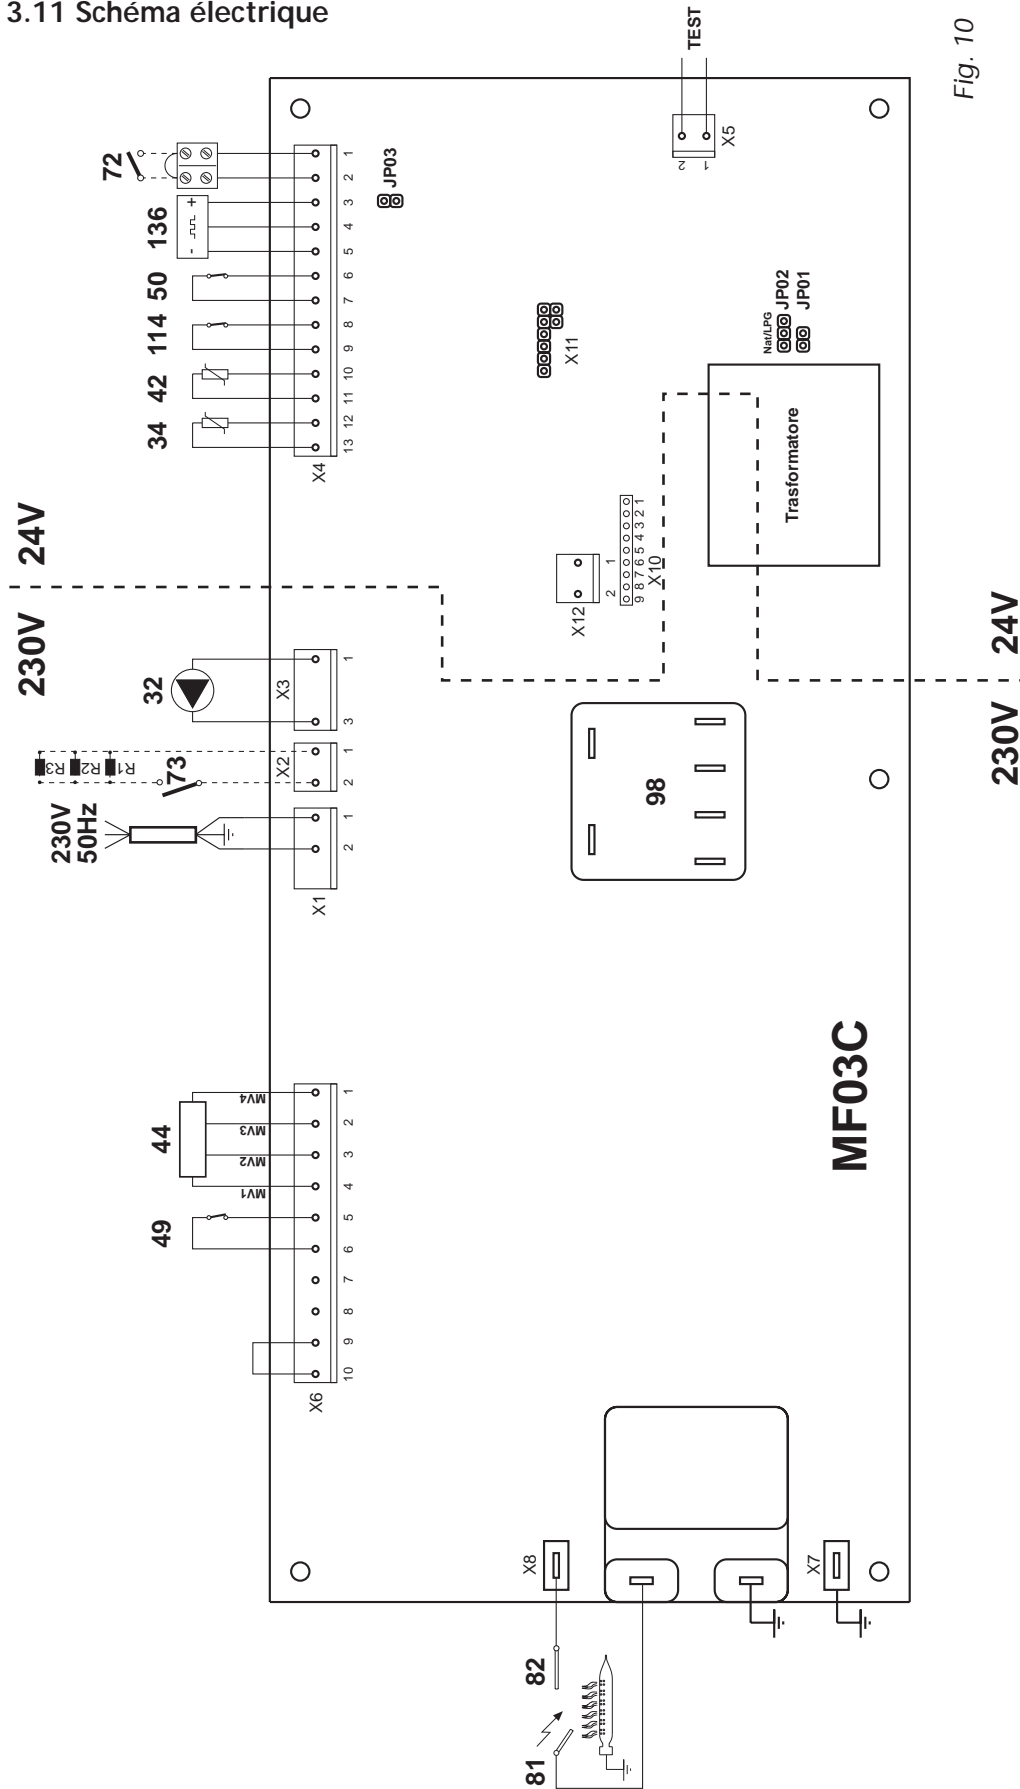 3.11 Schéma électrique
230V
24V
R3
R2
R1
230V
50Hz
73
32
44
49
34
42
114
50
136
- +
72
MV1
MV2
MV3
MV4
X6
10 9 8 7 6 5 4 3 2 1
X1
2 1
X2
2 1
X3
3 1
X4
13 12 11 10 9 8 7 6 5 4 3 2 1
JP03
X12
2 1
9 8 7 6 5 4 3 2 1
X10
X11
98
X8
81
82
X7
MF03C
Trasformatore
Nat/LPG
JP02
JP01
X5
2 1
TEST
230V
24V
Fig. 10